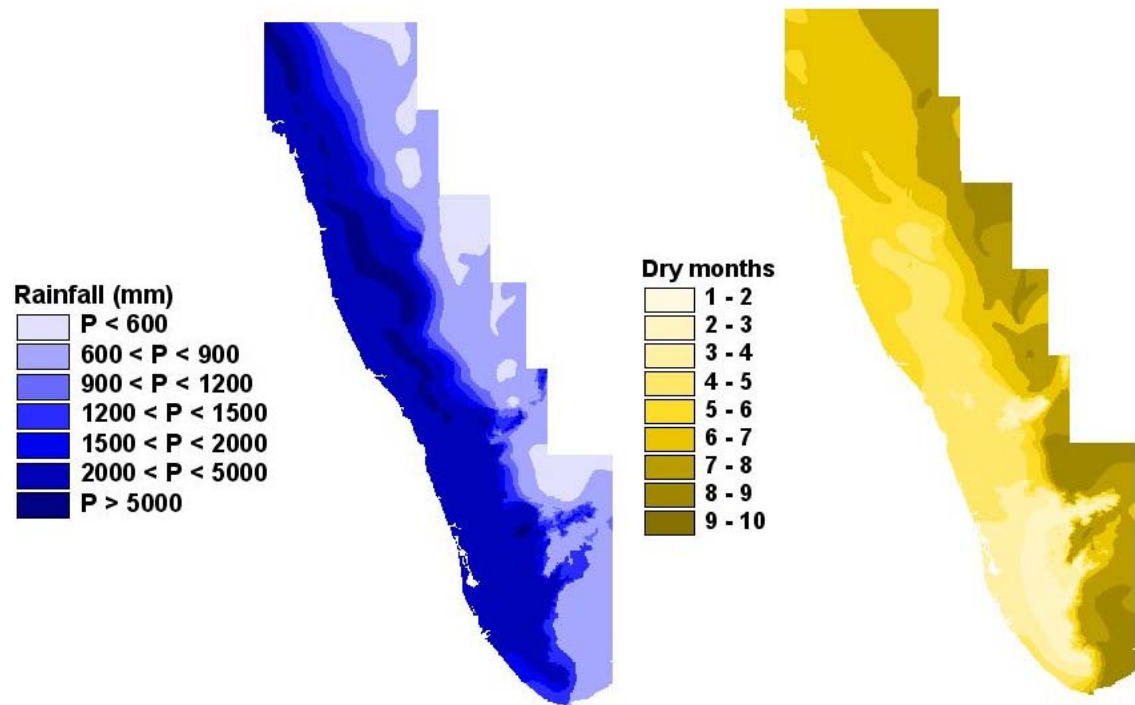 Rainfall (mm)
P < 600
600 < P < 900
900 < P < 1200
1200 < P < 1500
1500 < P < 2000
2000 < P < 5000
P > 5000
Dry months
1 - 2
2 - 3
3 - 4
4 - 5
5 - 6
6 - 7
7 - 8
8 - 9
9 - 10